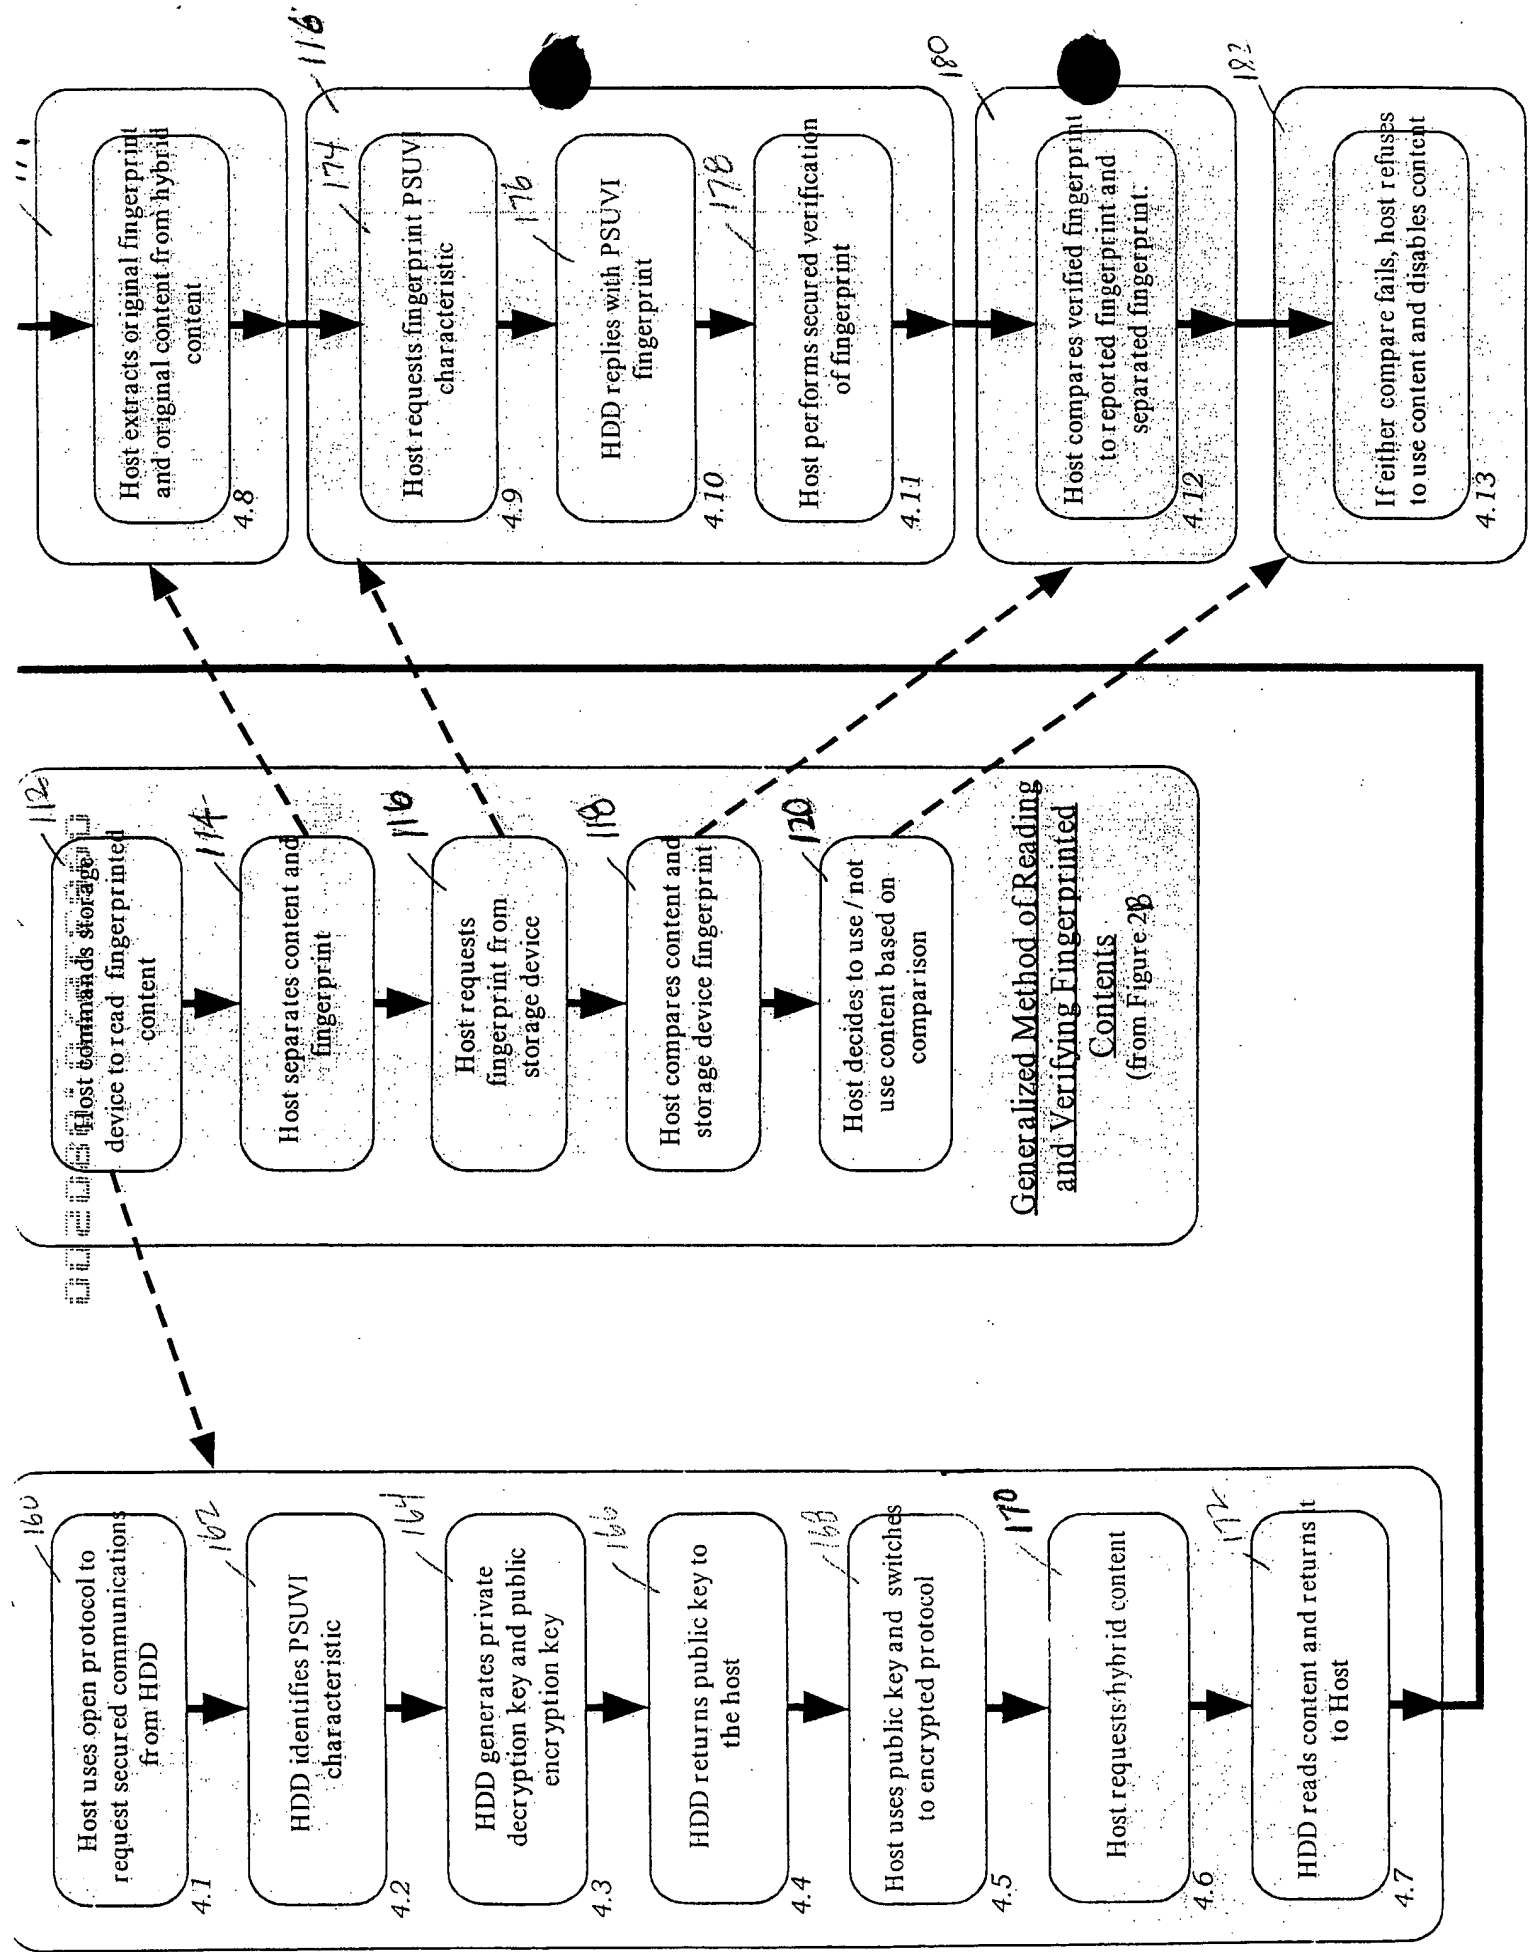 160
Host uses open protocol to
request secured communications
from HDD
4.1
162
HDD identifies PSUVI
characteristic
4.2
164
HDD generates private
decryption key and public
encryption key
4.3
166
HDD returns public key to
the host
4.4
168
Host uses public key and switches
to encrypted protocol
4.5
170
Host requests hybrid content
4.6
172
HDD reads content and returns it
to Host
4.7
112
Host commands storage
device to read fingerprinted
content
114
Host separates content and
fingerprint
116
Host requests
fingerprint from
storage device
118
Host compares content and
storage device fingerprint
120
Host decides to use / not
use content based on
comparison
Generalized Method of Reading
and Verifying Fingerprinted
Contents
(from Figure 2B
Host extracts original fingerprint
and original content from hybrid
content
4.8
116
174
Host requests fingerprint PSUVI
characteristic
4.9
176
HDD replies with PSUVI
fingerprint
4.10
178
Host performs secured verification
of fingerprint
4.11
180
Host compares verified fingerprint
to reported fingerprint and
separated fingerprint.
4.12
182
If either compare fails, host refuses
to use content and disables content
4.13